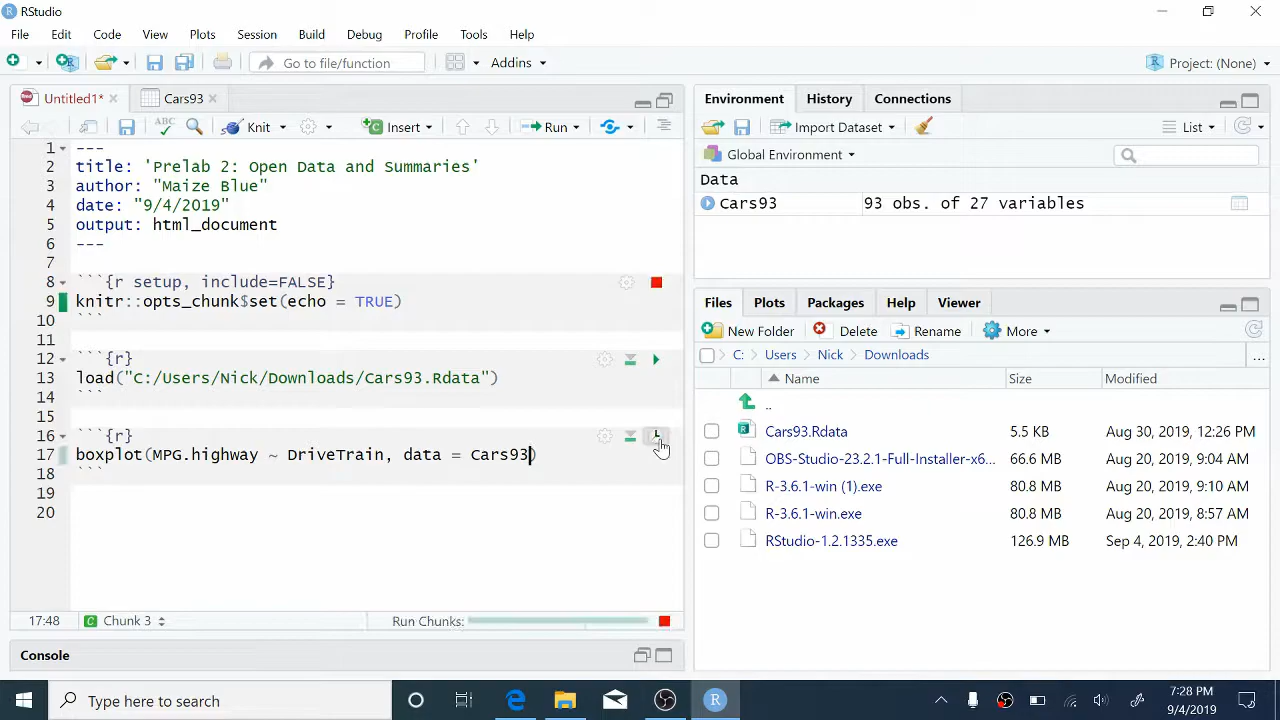 RStudio
File Edit Code View Plots Session Build Debug Profile Tools Help
Go to file/function Addins Project: (None)
Untitled1* Cars93
ABC Knit Insert Run
1 ---
2 title: 'Prelab 2: Open Data and Summaries'
3 author: "Maize Blue"
4 date: "9/4/2019"
5 output: html_document
6 ---
7
8 ```{r setup, include=FALSE}
9 knitr::opts_chunk$set(echo = TRUE)
10 ```
11
12 ```{r}
13 load("C:/Users/Nick/Downloads/Cars93.Rdata")
14 ```
15
16 ```{r}
17 boxplot(MPG.highway ~ DriveTrain, data = Cars93)
18 ```
19
20
17:48 Chunk 3 Run Chunks:
Console
Environment History Connections
Import Dataset List
Global Environment
Data
Cars93 93 obs. of 27 variables
Files Plots Packages Help Viewer
New Folder Delete Rename More
C: Users Nick Downloads ...
Name Size Modified
..
Cars93.Rdata 5.5 KB Aug 30, 2019, 12:26 PM
OBS-Studio-23.2.1-Full-Installer-x6... 66.6 MB Aug 20, 2019, 9:04 AM
R-3.6.1-win (1).exe 80.8 MB Aug 20, 2019, 9:10 AM
R-3.6.1-win.exe 80.8 MB Aug 20, 2019, 8:57 AM
RStudio-1.2.1335.exe 126.9 MB Sep 4, 2019, 2:40 PM
Type here to search
7:28 PM
9/4/2019